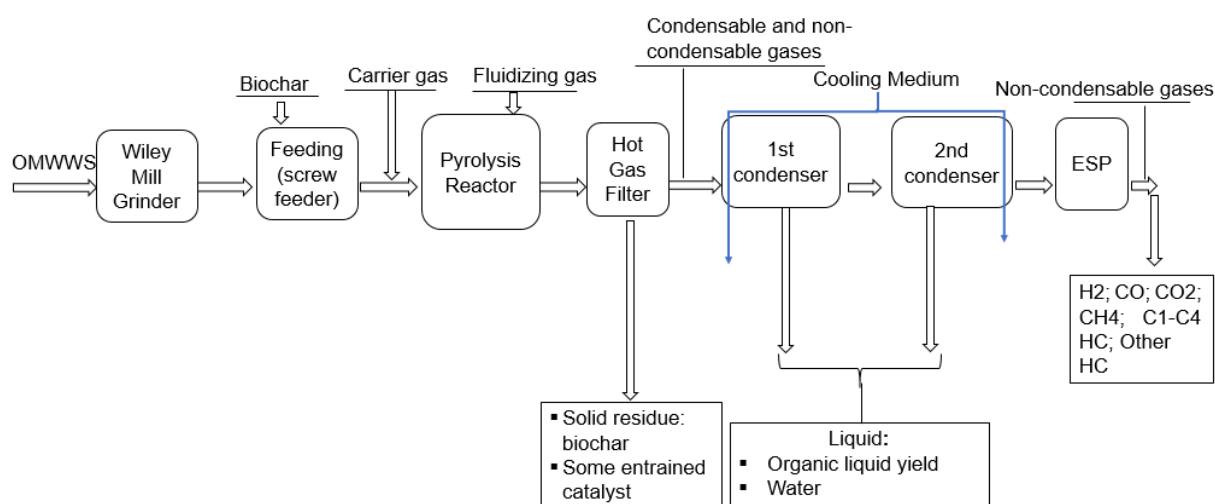 Condensable and non-
condensable gases
Cooling Medium
Biochar
Carrier gas
Fluidizing gas
Non-condensable gases
OMWWS
Wiley
Mill
Grinder
Feeding
(screw
feeder)
Pyrolysis
Reactor
Hot
Gas
Filter
1st
condenser
2nd
condenser
ESP
H2; CO; CO2;
CH4; C1-C4
HC; Other
HC
▪ Solid residue:
biochar
▪ Some entrained
catalyst
Liquid:
▪ Organic liquid yield
▪ Water